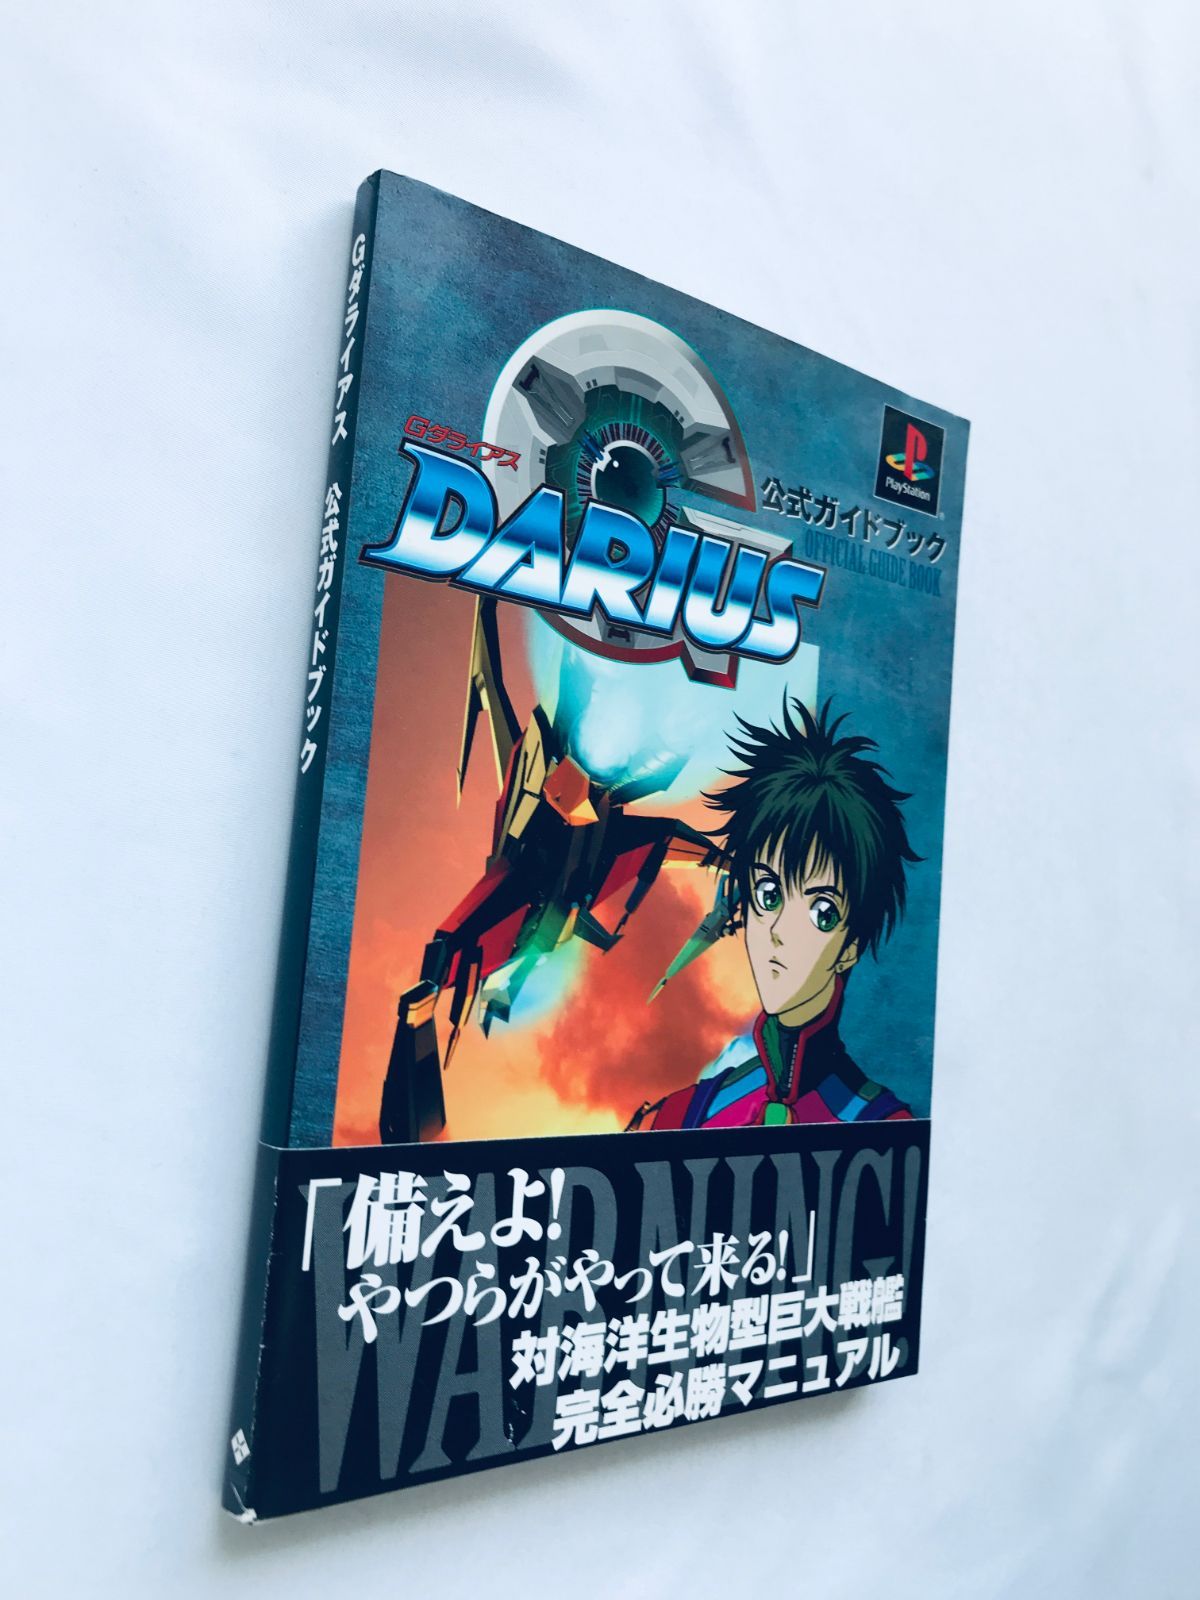 Gダライアス 公式ガイドブック
Gダライアス
DARIUS
PlayStation
公式ガイドブック
OFFICIAL GUIDE BOOK
WARNING!
「備えよ!
やつらがやって来る!」
対海洋生物型巨大戦艦
完全必勝マニュアル